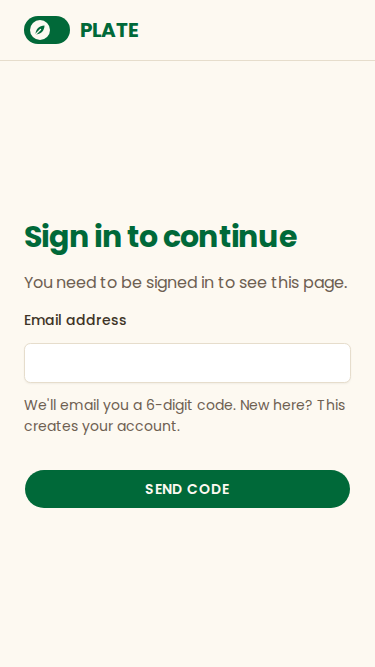 PLATE
Sign in to continue
You need to be signed in to see this page.
Email address
We'll email you a 6-digit code. New here? This
creates your account.
SEND CODE